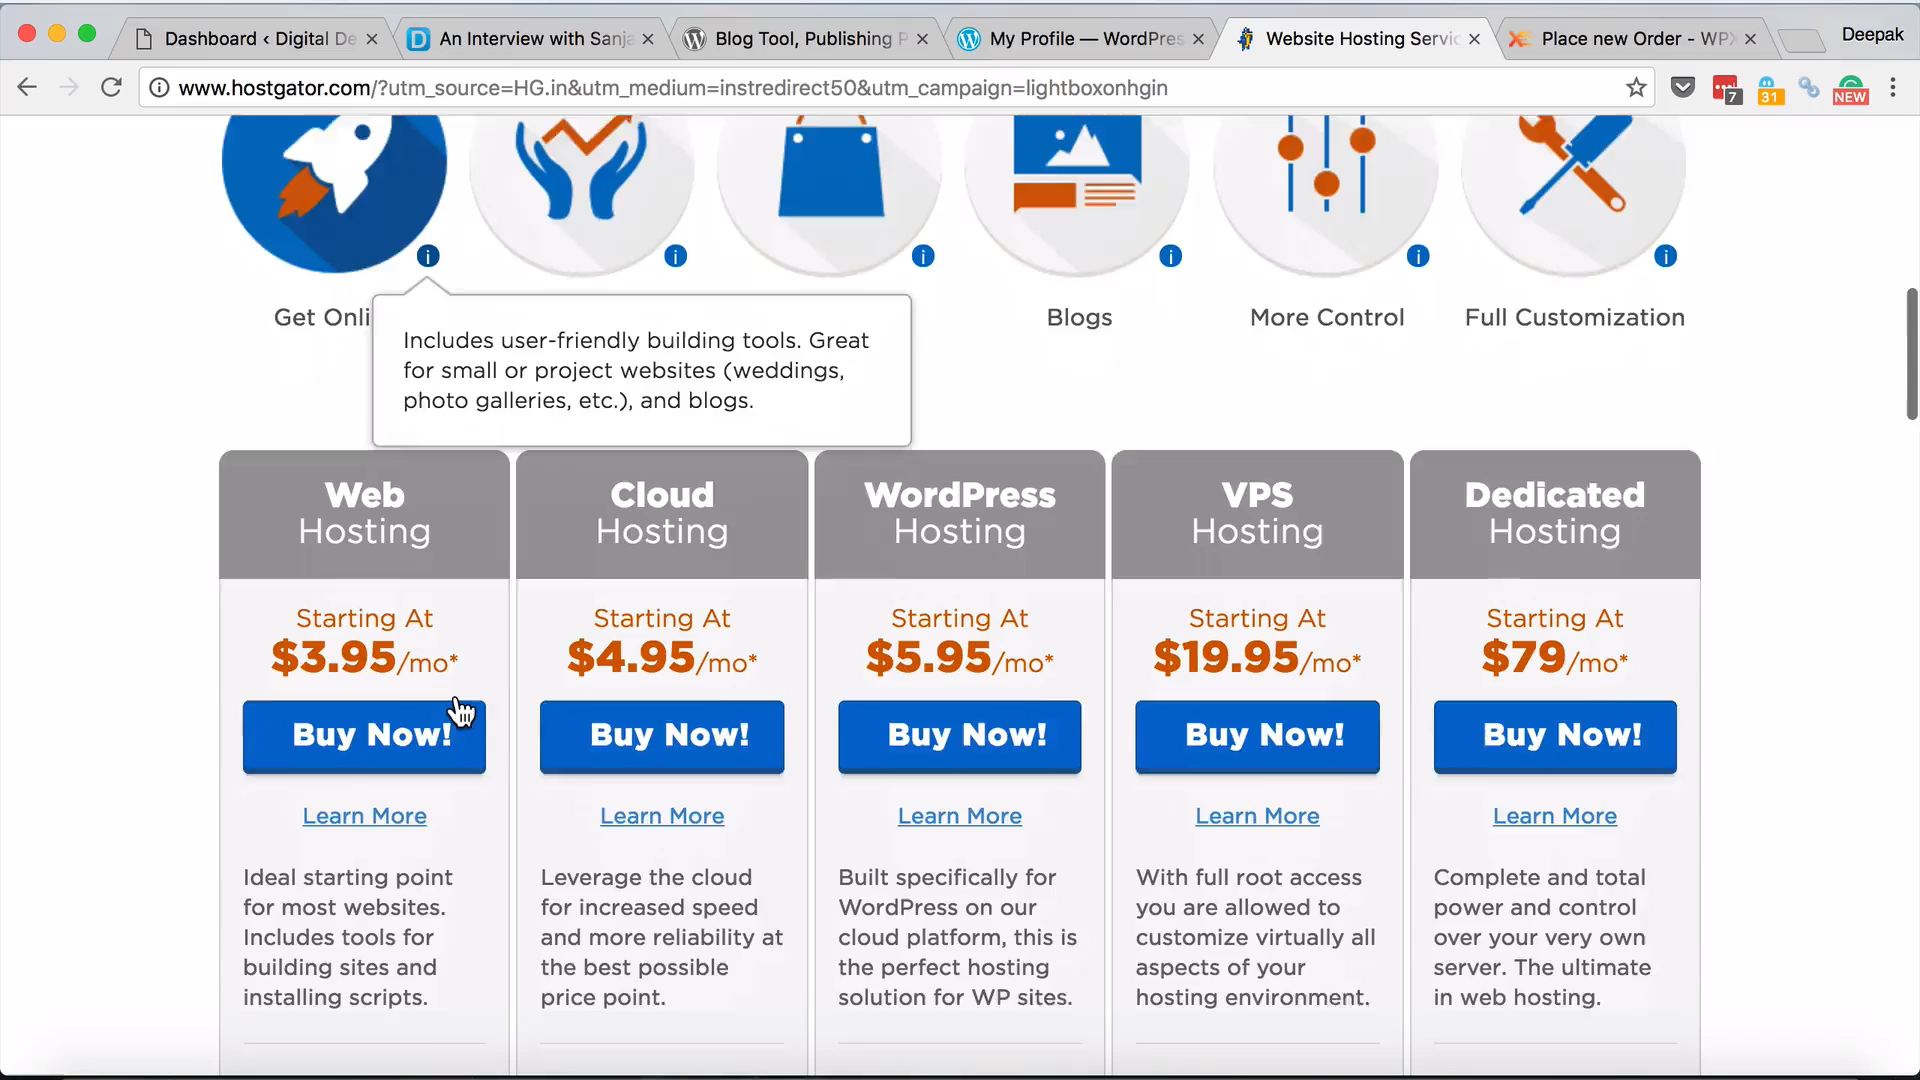 Dashboard ‹ Digital De
An Interview with Sanja
Blog Tool, Publishing P
My Profile — WordPres
Website Hosting Servic
Place new Order - WPX
Deepak
www.hostgator.com/?utm_source=HG.in&utm_medium=instredirect50&utm_campaign=lightboxonhgin
7
31
NEW
Get Onli
Blogs
More Control
Full Customization
Includes user-friendly building tools. Great
for small or project websites (weddings,
photo galleries, etc.), and blogs.
Web
Hosting
Starting At
$3.95/mo*
Buy Now!
Learn More
Ideal starting point
for most websites.
Includes tools for
building sites and
installing scripts.
Cloud
Hosting
Starting At
$4.95/mo*
Buy Now!
Learn More
Leverage the cloud
for increased speed
and more reliability at
the best possible
price point.
WordPress
Hosting
Starting At
$5.95/mo*
Buy Now!
Learn More
Built specifically for
WordPress on our
cloud platform, this is
the perfect hosting
solution for WP sites.
VPS
Hosting
Starting At
$19.95/mo*
Buy Now!
Learn More
With full root access
you are allowed to
customize virtually all
aspects of your
hosting environment.
Dedicated
Hosting
Starting At
$79/mo*
Buy Now!
Learn More
Complete and total
power and control
over your very own
server. The ultimate
in web hosting.